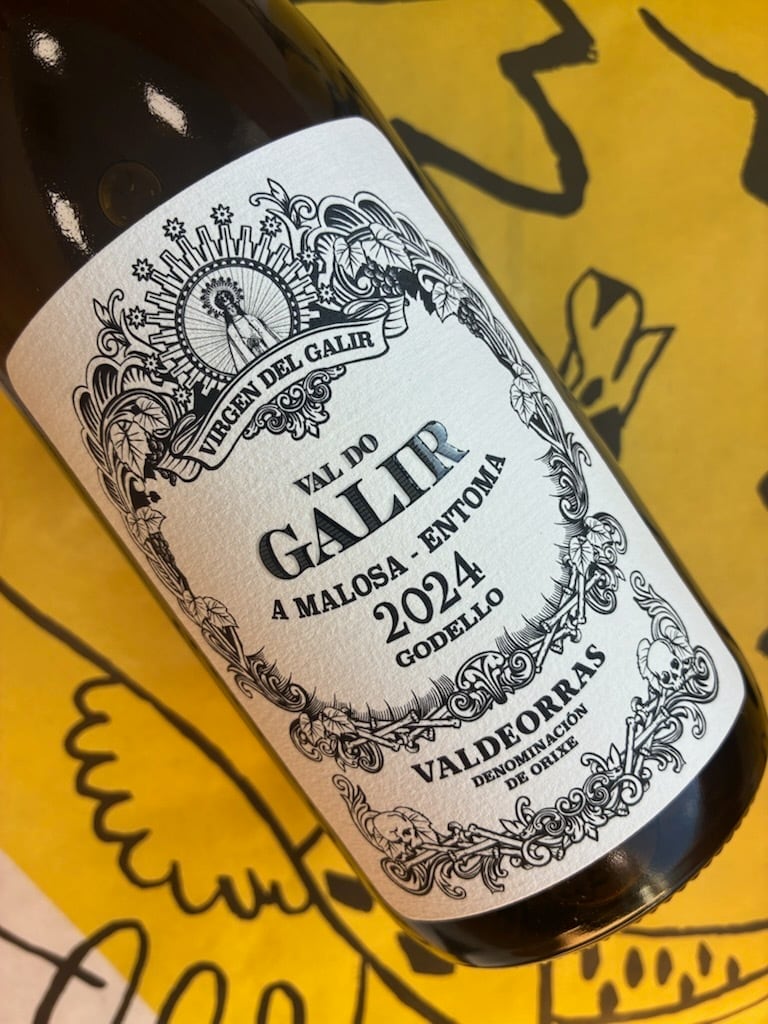 VIRGEN DEL GALIR
VAL DO
GALIR
A MALOSA - ENTOMA
2024
GODELLO
VALDEORRAS
DENOMINACIÓN
DE ORIXE